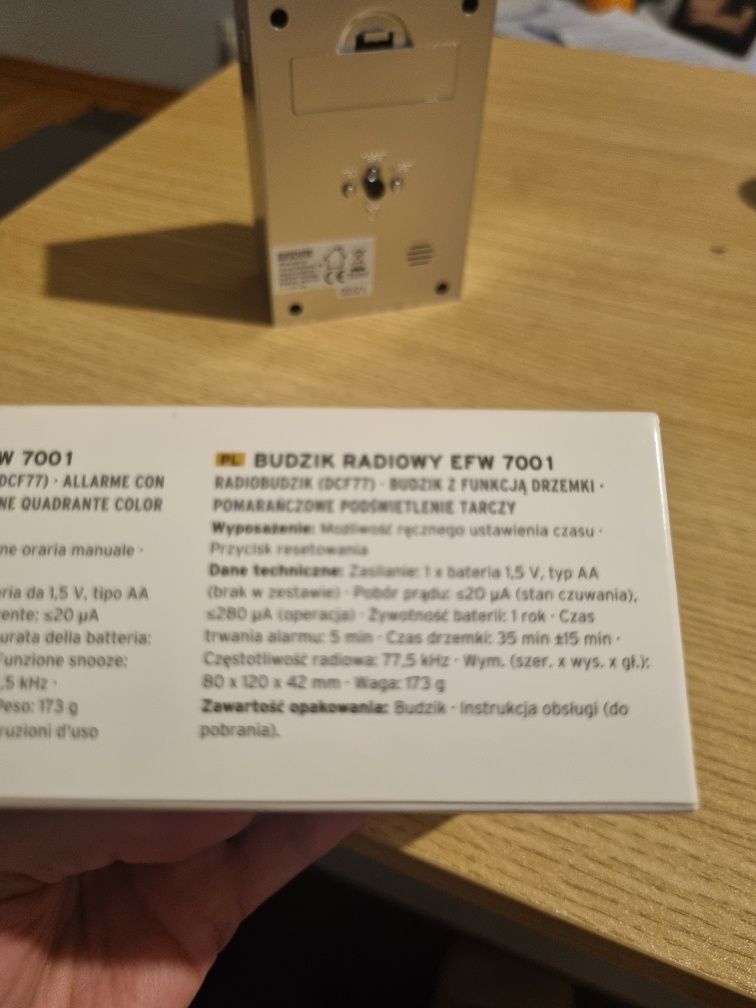 W 7001
DCF77) · ALLARME CON
NE QUADRANTE COLOR
ne oraria manuale ·
ria da 1,5 V, tipo AA
ente: ≤20 µA
urata della batteria:
Funzione snooze:
,5 kHz ·
Peso: 173 g
ruzioni d'uso
PL BUDZIK RADIOWY EFW 7001
RADIOBUDZIK (DCF77) · BUDZIK Z FUNKCJĄ DRZEMKI ·
POMARAŃCZOWE PODŚWIETLENIE TARCZY
Wyposażenie: Możliwość ręcznego ustawienia czasu ·
Przycisk resetowania
Dane techniczne: Zasilanie: 1 x bateria 1,5 V, typ AA
(brak w zestawie) · Pobór prądu: ≤20 µA (stan czuwania),
≤280 µA (operacja) · Żywotność baterii: 1 rok · Czas
trwania alarmu: 5 min · Czas drzemki: 35 min ±15 min ·
Częstotliwość radiowa: 77,5 kHz · Wym. (szer. x wys. x gł.):
80 x 120 x 42 mm · Waga: 173 g
Zawartość opakowania: Budzik · Instrukcja obsługi (do
pobrania).